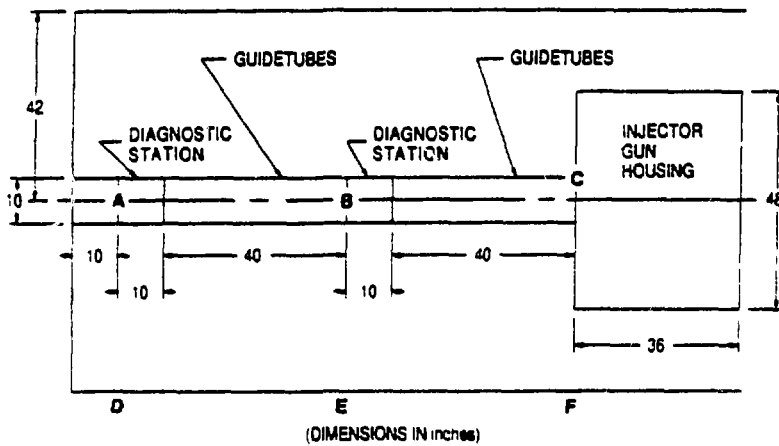 GUIDETUBES
GUIDETUBES
42
DIAGNOSTIC
STATION
DIAGNOSTIC
STATION
INJECTOR
GUN
HOUSING
C
10
A
B
48
10
40
40
10
10
36
D
E
F
(DIMENSIONS IN inches)